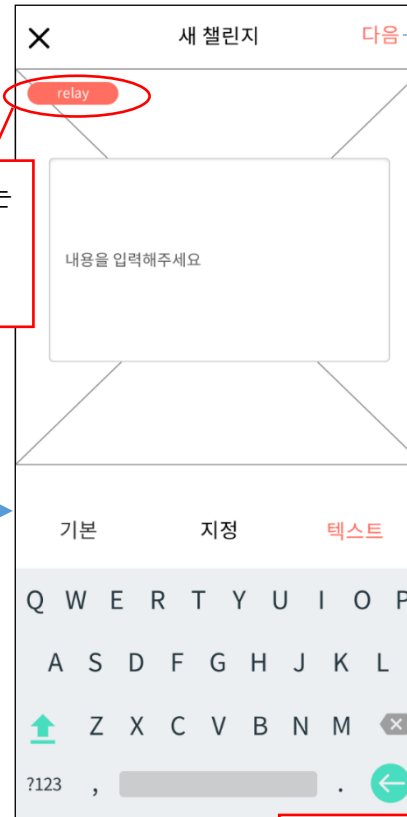 새 챌린지
다음
relay
는
내용을 입력해주세요
기본
지정
텍스트
Q W E R T Y U I O P
A S D F G H J K L
Z X C V B N M
?123 , .